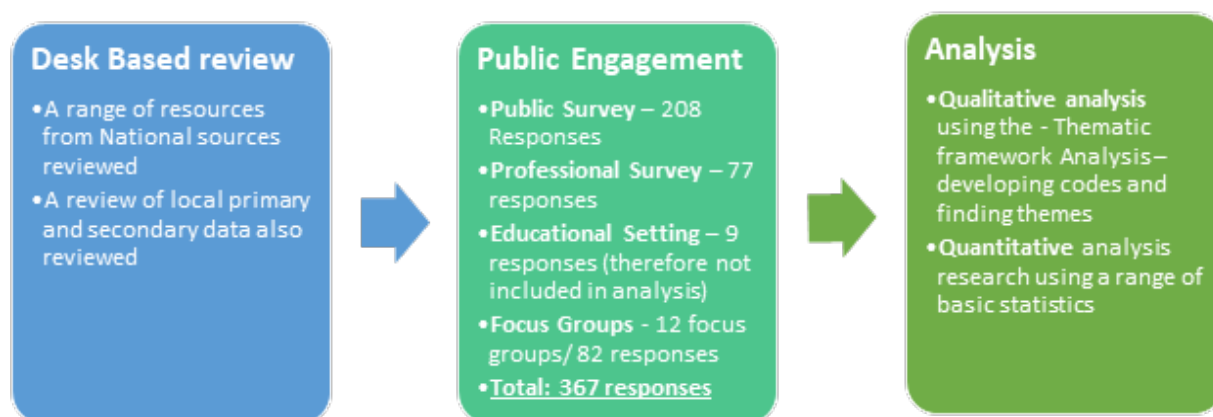 Desk Based review
•A range of resources
from National sources
reviewed
•A review of local primary
and secondary data also
reviewed
Public Engagement
•Public Survey – 208
Responses
•Professional Survey – 77
responses
•Educational Setting – 9
responses (therefore not
included in analysis)
•Focus Groups - 12 focus
groups/ 82 responses
•Total: 367 responses
Analysis
•Qualitative analysis
using the - Thematic
framework Analysis –
developing codes and
finding themes
•Quantitative analysis
research using a range of
basic statistics